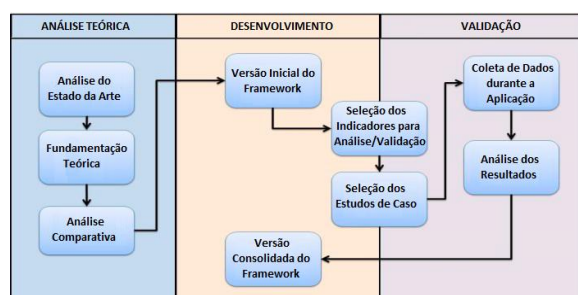 ANÁLISE TEÓRICA
DESENVOLVIMENTO
VALIDAÇÃO
Análise do
Estado da Arte
Fundamentação
Teórica
Análise
Comparativa
Versão Inicial do
Framework
Seleção dos
Indicadores para
Análise/Validação
Seleção dos
Estudos de Caso
Coleta de Dados
durante a
Aplicação
Análise dos
Resultados
Versão
Consolidada do
Framework